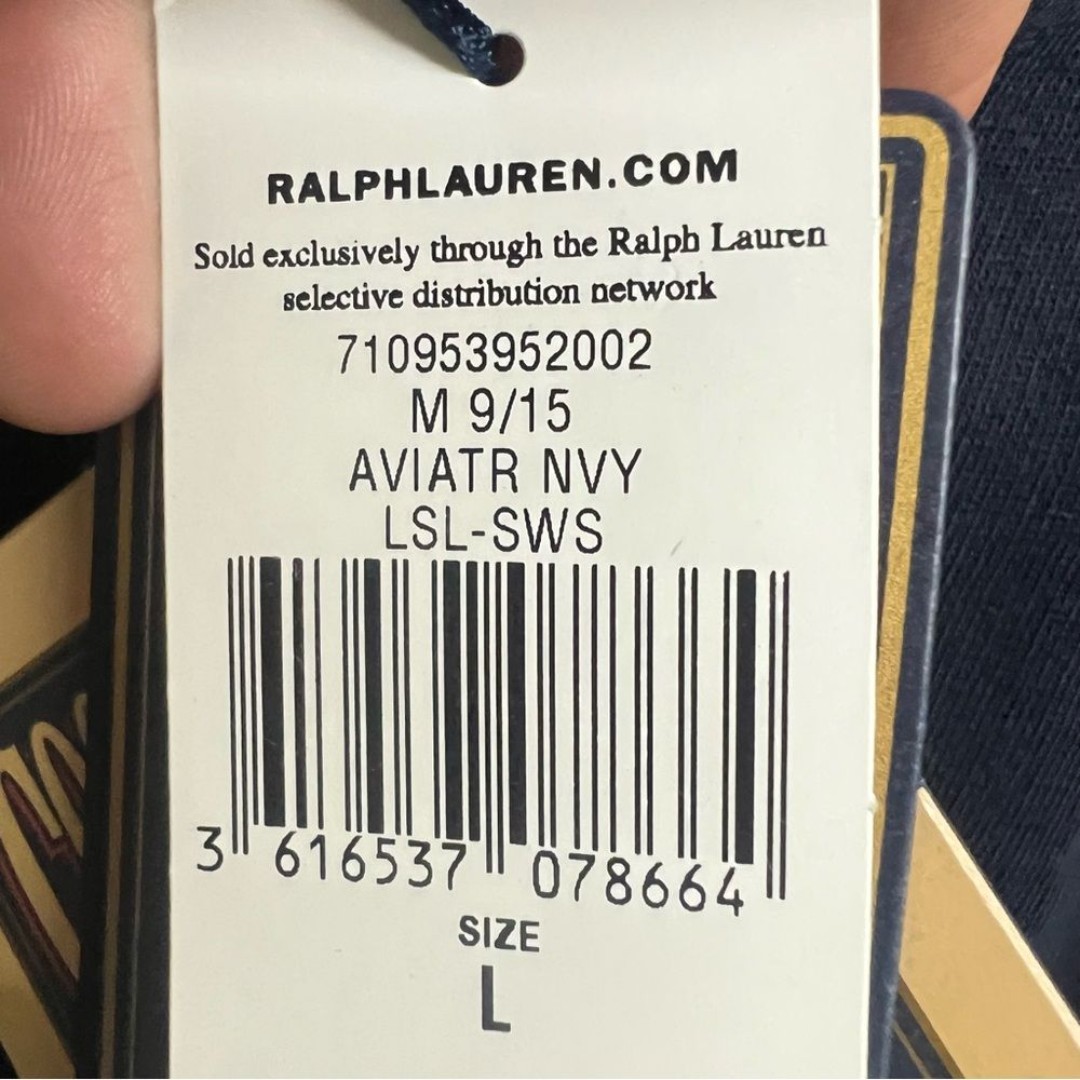 RALPHLAUREN.COM
Sold exclusively through the Ralph Lauren
selective distribution network
710953952002
M 9/15
AVIATR NVY
LSL-SWS
3 616537 078664
SIZE
L